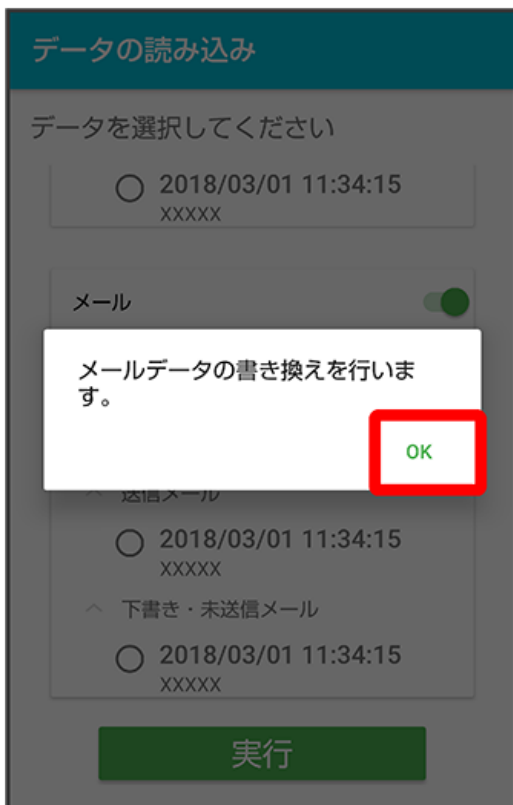 データの読み込み
データを選択してください
2018/03/01 11:34:15
XXXXX
メール
メールデータの書き換えを行いま
す。
OK
送信メール
2018/03/01 11:34:15
XXXXX
下書き・未送信メール
2018/03/01 11:34:15
XXXXX
実行